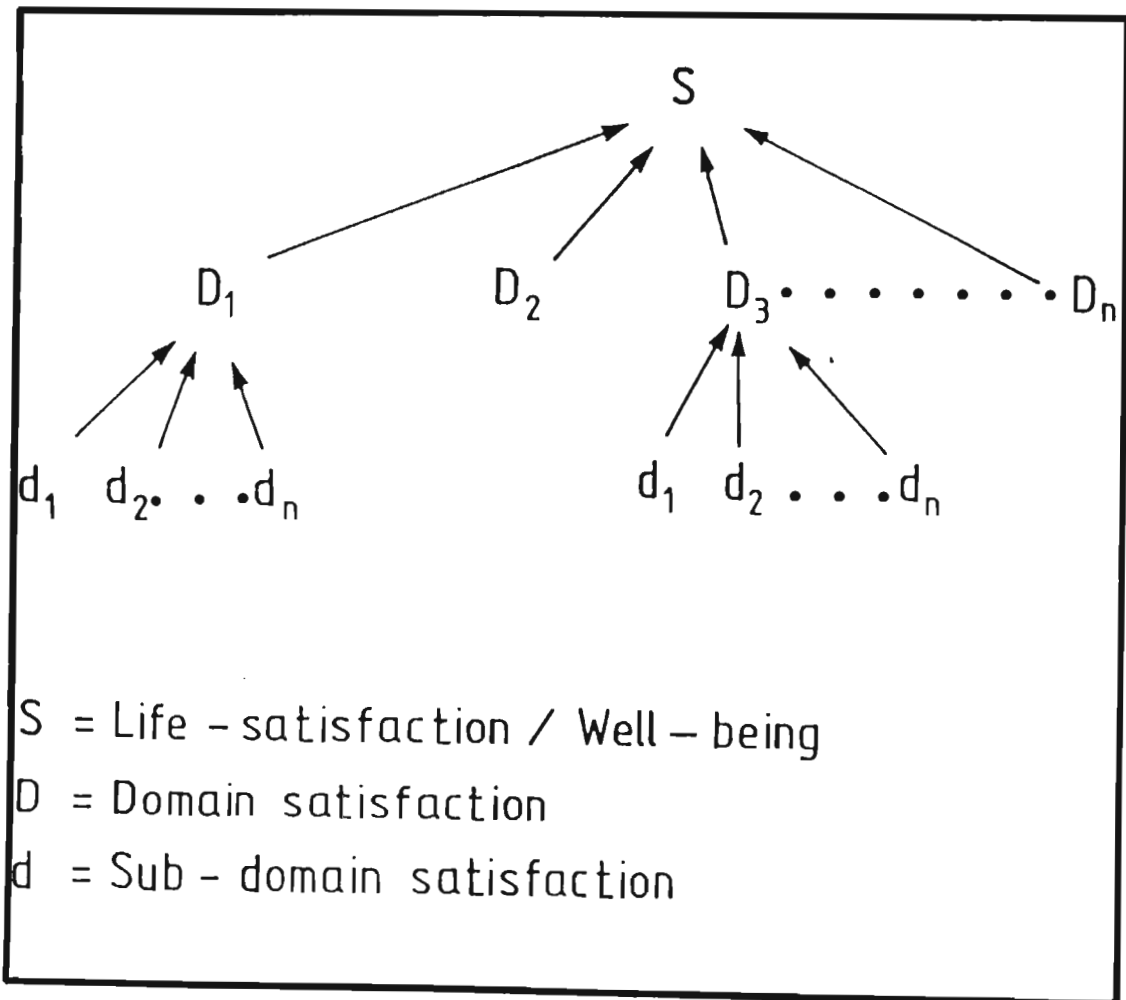 S
D₁ D₂ D₃ . . . . . . . Dₙ
d₁ d₂ . . . dₙ d₁ d₂ . . . dₙ
S = Life - satisfaction / Well - being
D = Domain satisfaction
d = Sub - domain satisfaction